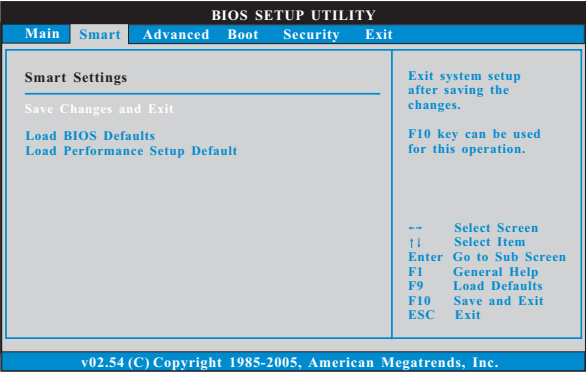 BIOS SETUP UTILITY
Main Smart Advanced Boot Security Exit
Smart Settings
Save Changes and Exit
Load BIOS Defaults
Load Performance Setup Default
Exit system setup
after saving the
changes.
F10 key can be used
for this operation.
←→ Select Screen
↑↓ Select Item
Enter Go to Sub Screen
F1 General Help
F9 Load Defaults
F10 Save and Exit
ESC Exit
v02.54 (C) Copyright 1985-2005, American Megatrends, Inc.